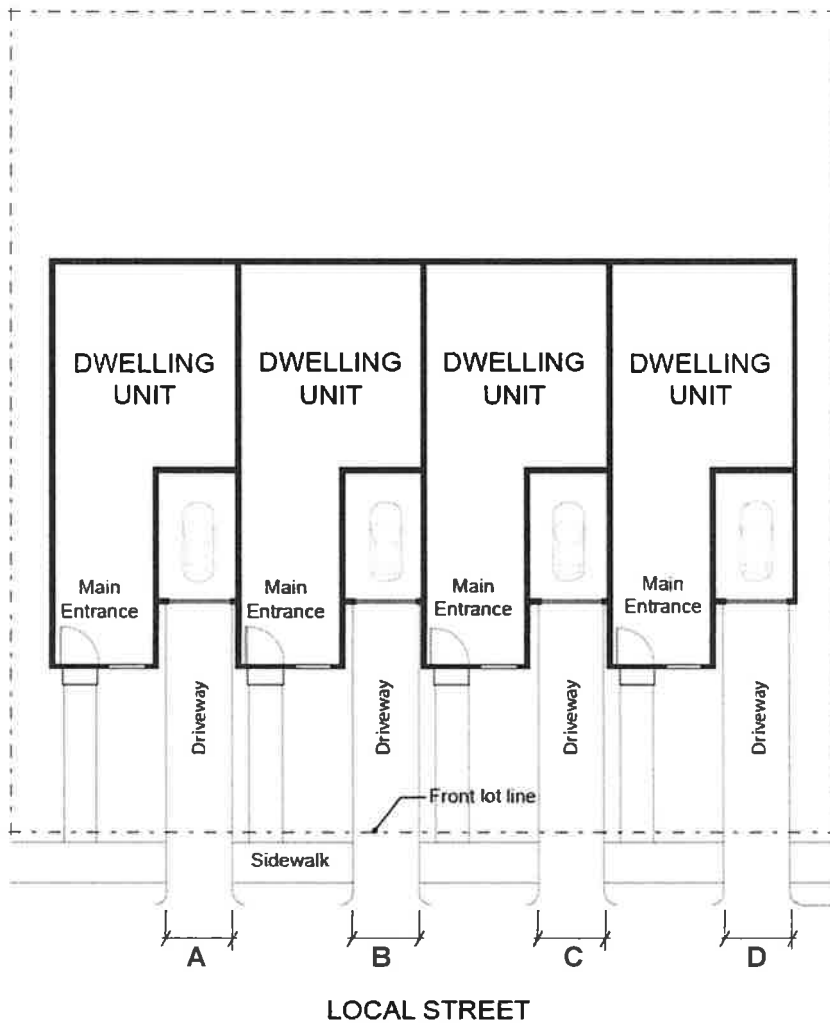 DWELLING
UNIT
DWELLING
UNIT
DWELLING
UNIT
DWELLING
UNIT
Main
Entrance
Main
Entrance
Main
Entrance
Main
Entrance
Driveway
Driveway
Driveway
Driveway
Front lot line
Sidewalk
A
B
C
D
LOCAL STREET